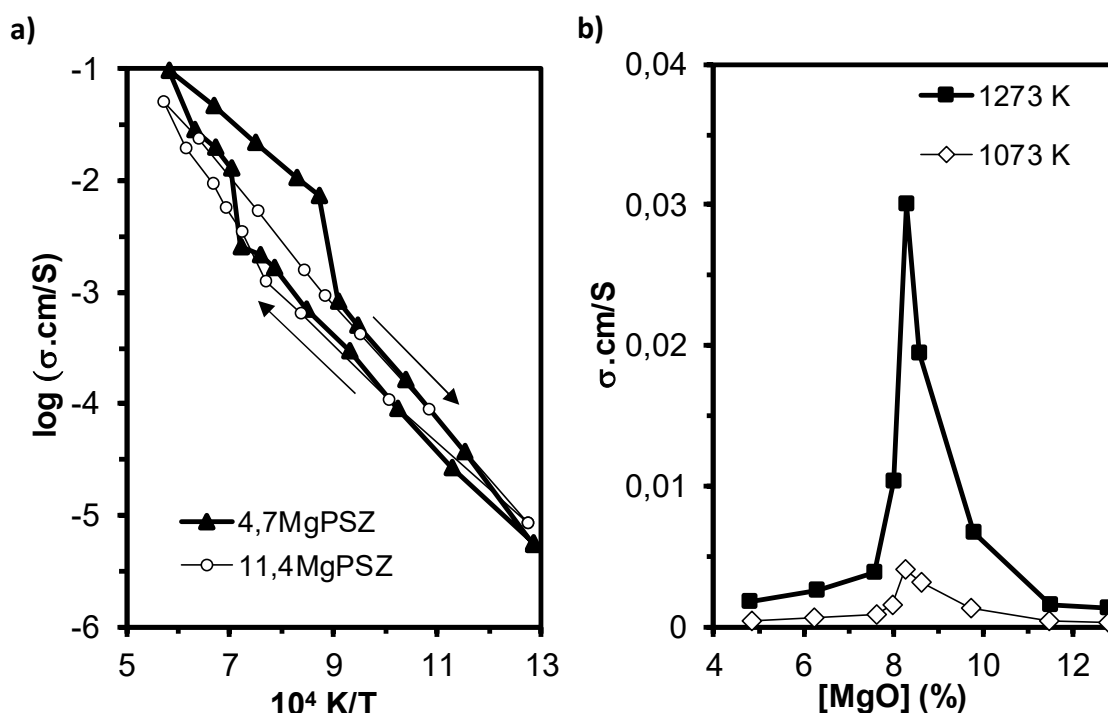 a)
-1
-2
-3
-4
-5
-6
log (σ.cm/S)
4,7MgPSZ
11,4MgPSZ
5 7 9 11 13
10⁴ K/T
b)
0,04
0,03
0,02
0,01
0
σ.cm/S
1273 K
1073 K
4 6 8 10 12
[MgO] (%)